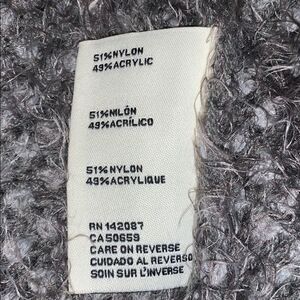 51%NYLON
49%ACRYLIC
51%NILÓN
49%ACRÍLICO
51%NYLON
49%ACRYLIQUE
RN 142087
CA50659
CARE ON REVERSE
CUIDADO AL REVERSO
SOIN SUR L'INVERSE